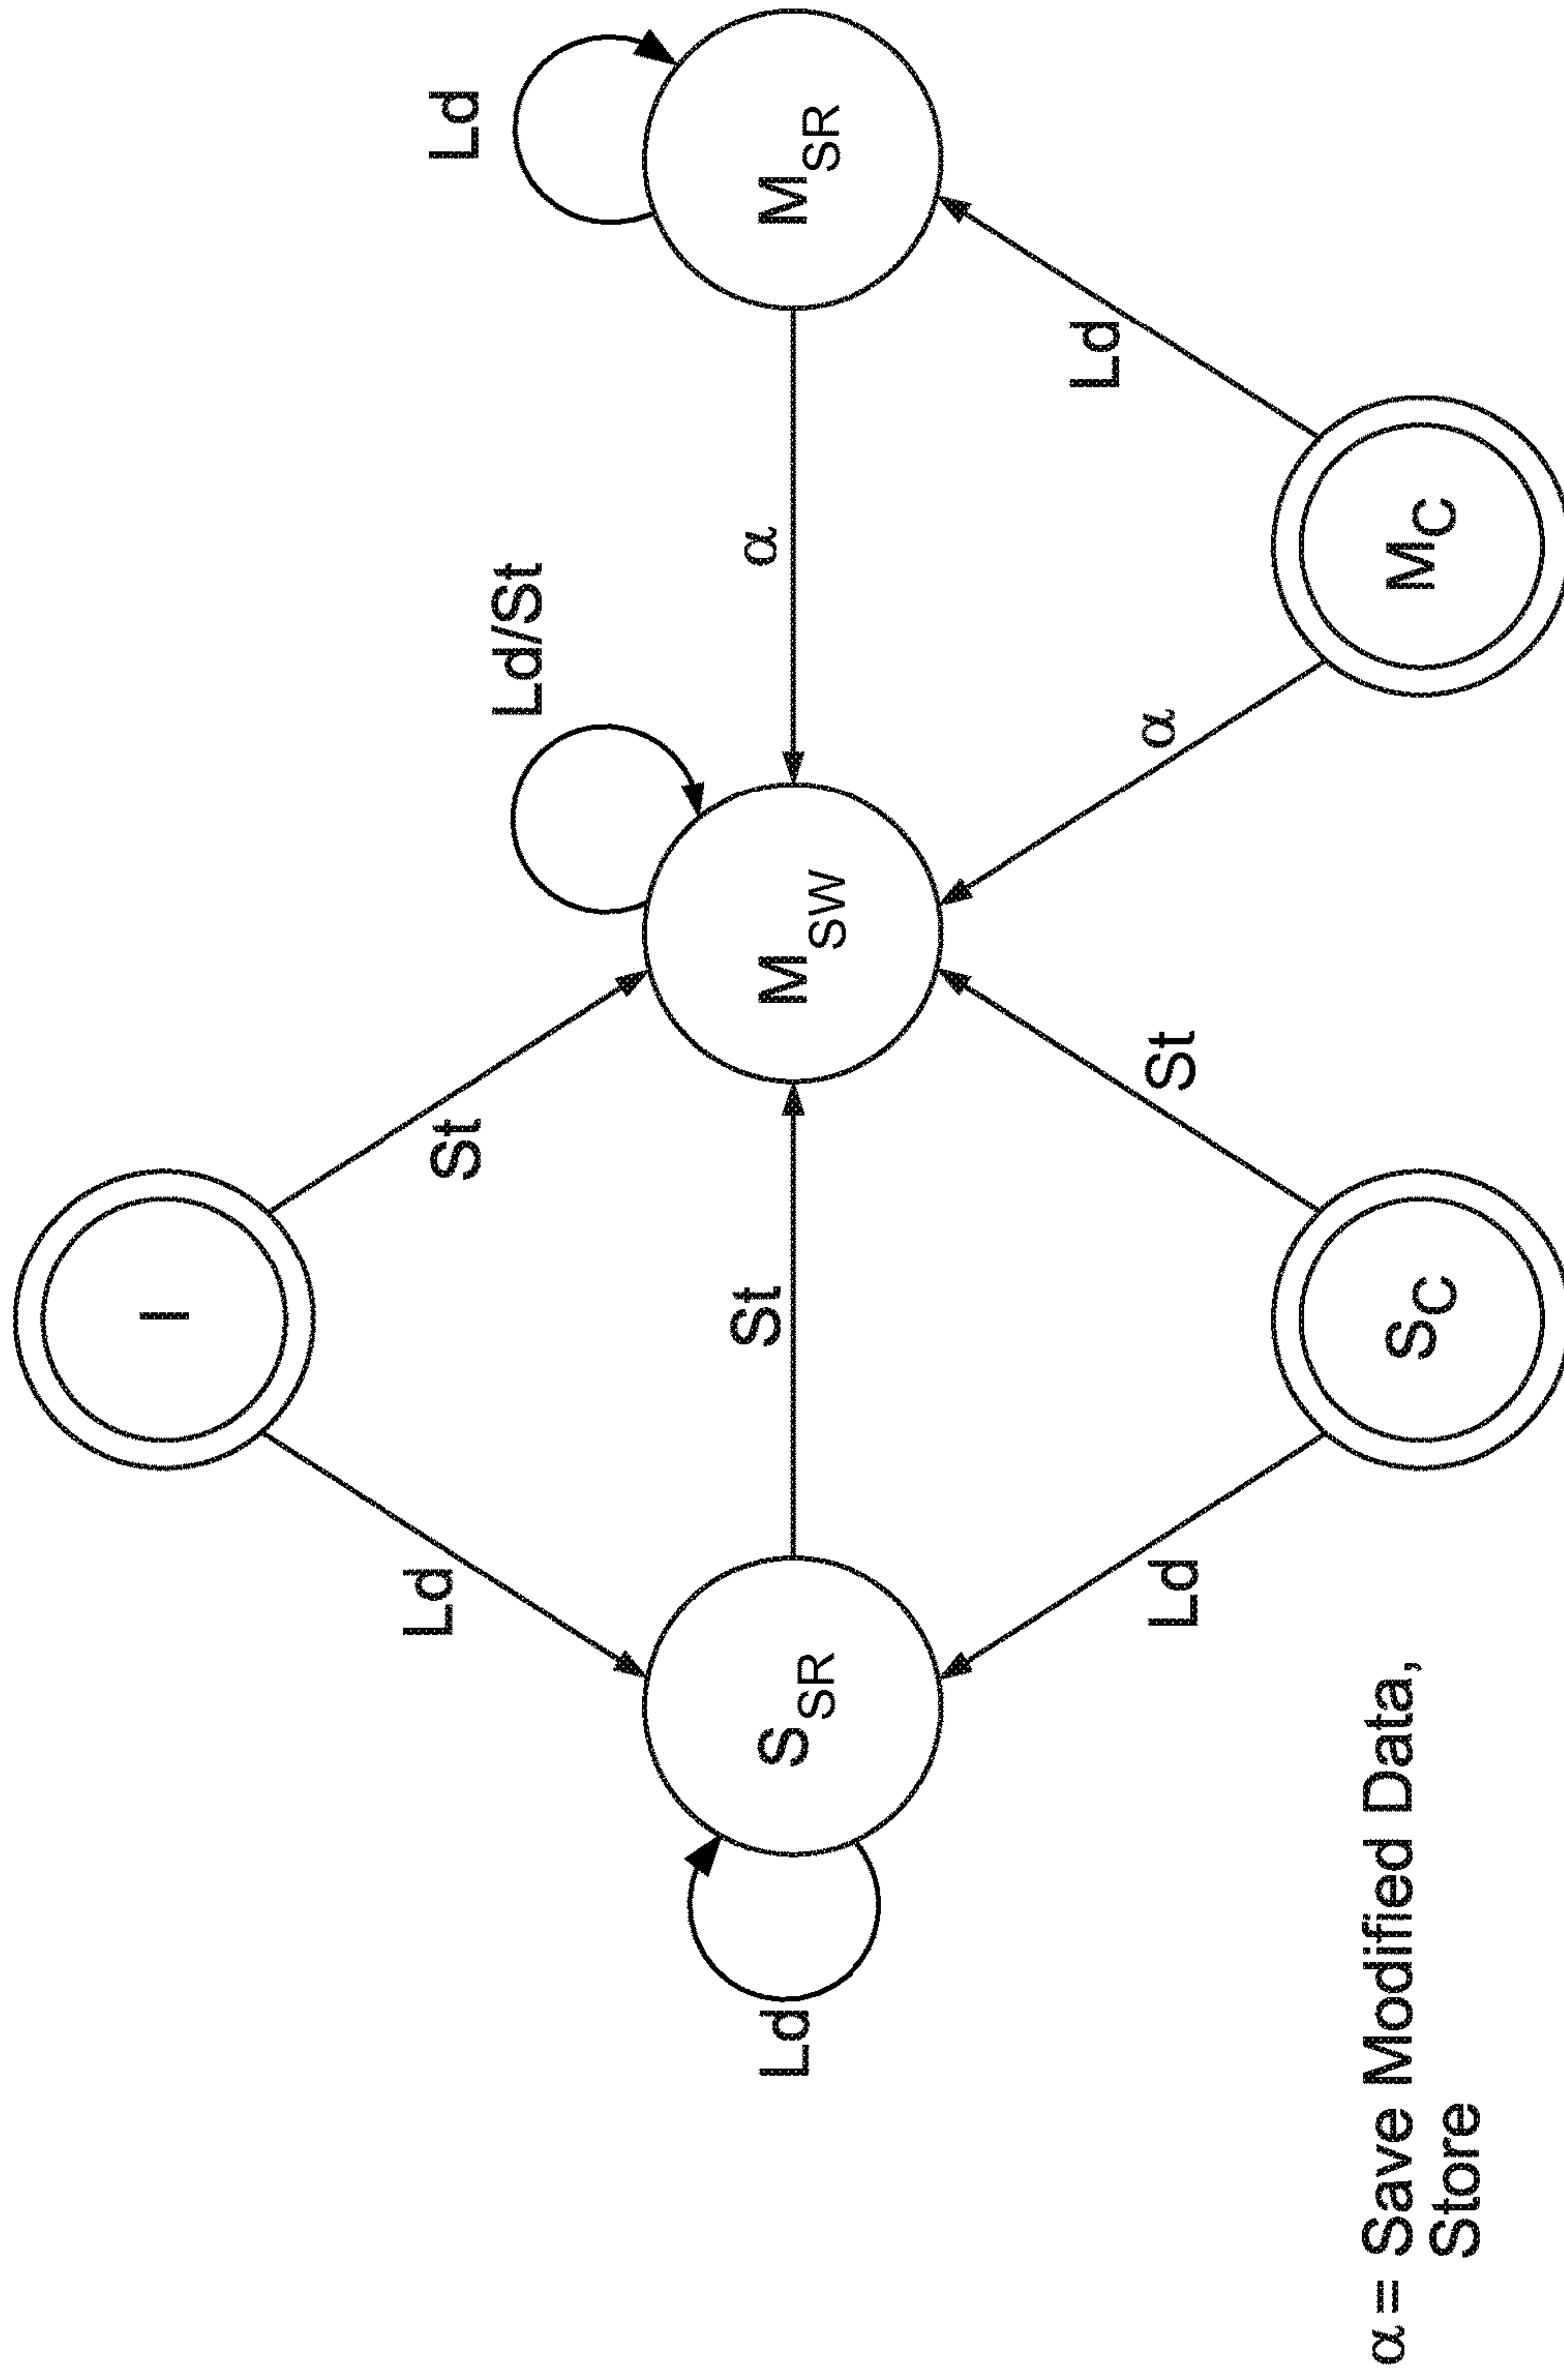 I
Ld
St
Ld/St
Ld
Ld
S_SR
St
M_SW
α
M_SR
Ld
St
α
Ld
S_C
M_C
α = Save Modified Data,
Store